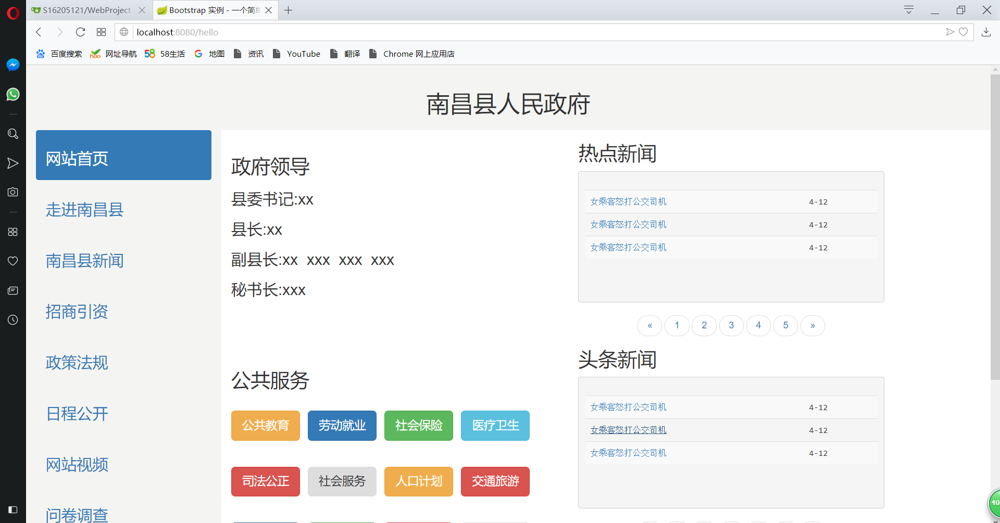 S16205121/WebProject
Bootstrap 实例 - 一个简单
localhost:8080/hello
百度搜索
网址导航
58生活
地图
资讯
YouTube
翻译
Chrome 网上应用店
南昌县人民政府
网站首页
走进南昌县
南昌县新闻
招商引资
政策法规
日程公开
网站视频
问卷调查
政府领导
县委书记:xx
县长:xx
副县长:xx xxx xxx xxx
秘书长:xxx
公共服务
公共教育 劳动就业 社会保险 医疗卫生
司法公正 社会服务 人口计划 交通旅游
热点新闻
女乘客怒打公交司机 4-12
女乘客怒打公交司机 4-12
女乘客怒打公交司机 4-12
« 1 2 3 4 5 »
头条新闻
女乘客怒打公交司机 4-12
女乘客怒打公交司机 4-12
女乘客怒打公交司机 4-12
40